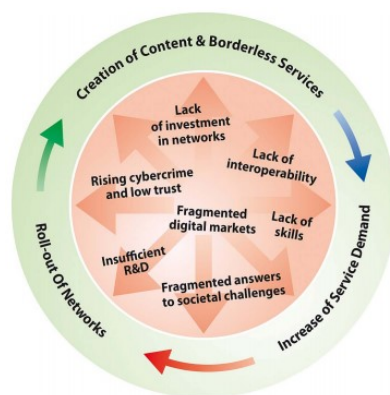 Creation of Content & Borderless Services
Lack
of investment
in networks
Lack of
interoperability
Rising cybercrime
and low trust
Fragmented
digital markets
Lack of
skills
Insufficient
R&D
Fragmented answers
to societal challenges
Increase of Service Demand
Roll-out Of Networks